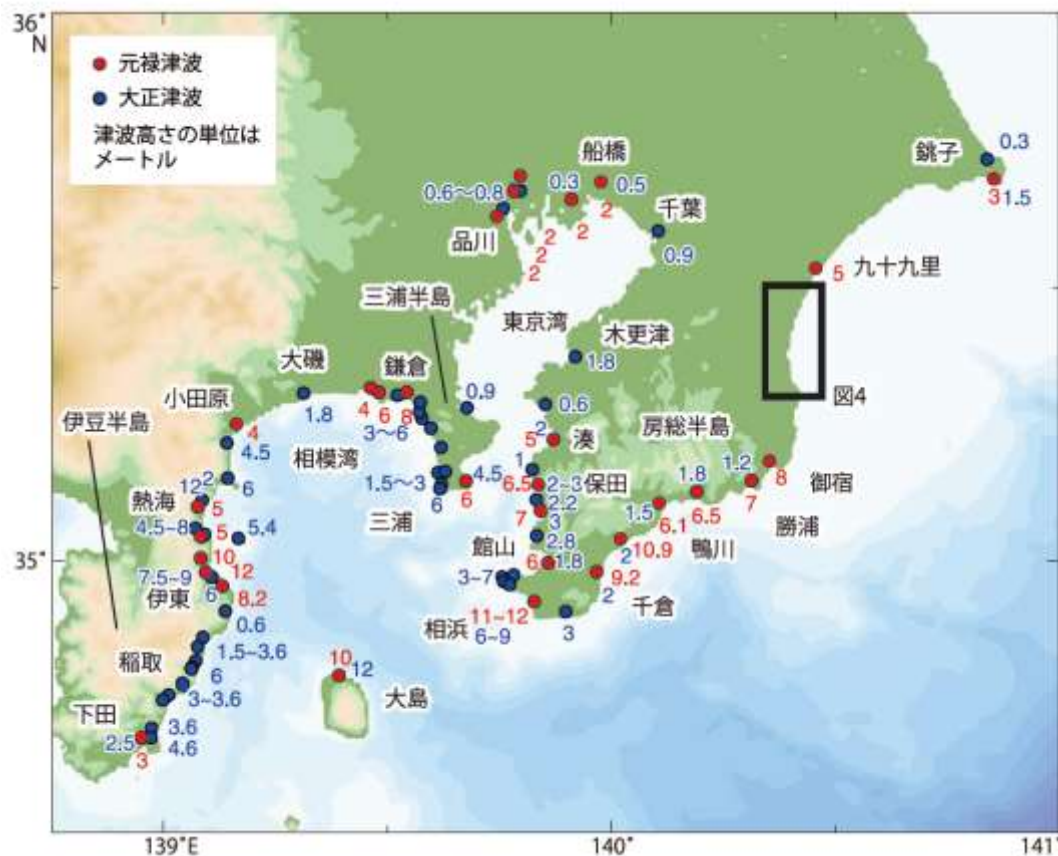 36°
N
元禄津波
大正津波
津波高さの単位は
メートル
船橋
銚子
0.3
0.6〜0.8
0.3
0.5
3
1.5
千葉
2
2
品川
2
2
2
0.9
5
九十九里
三浦半島
東京湾
木更津
1.8
図4
大磯
鎌倉
0.9
0.6
小田原
1.8
4
6
8
2
伊豆半島
4
3〜6
5
湊
房総半島
4.5
相模湾
1
1.8
1.2
8
御宿
12
2
6
1.5〜3
4.5
6.5
2~3
保田
7
勝浦
熱海
5
6
6
2.2
1.5
6.5
三浦
7
3
6.1
鴨川
4.5~8
5
5.4
2.8
2
10.9
35°
10
館山
6
1.8
7.5~9
12
3~7
9.2
伊東
6
8.2
2
千倉
0.6
相浜
11~12
6~9
3
稲取
1.5~3.6
6
10
12
大島
3~3.6
下田
3.6
2.5
4.6
3
139°E
140°
141°